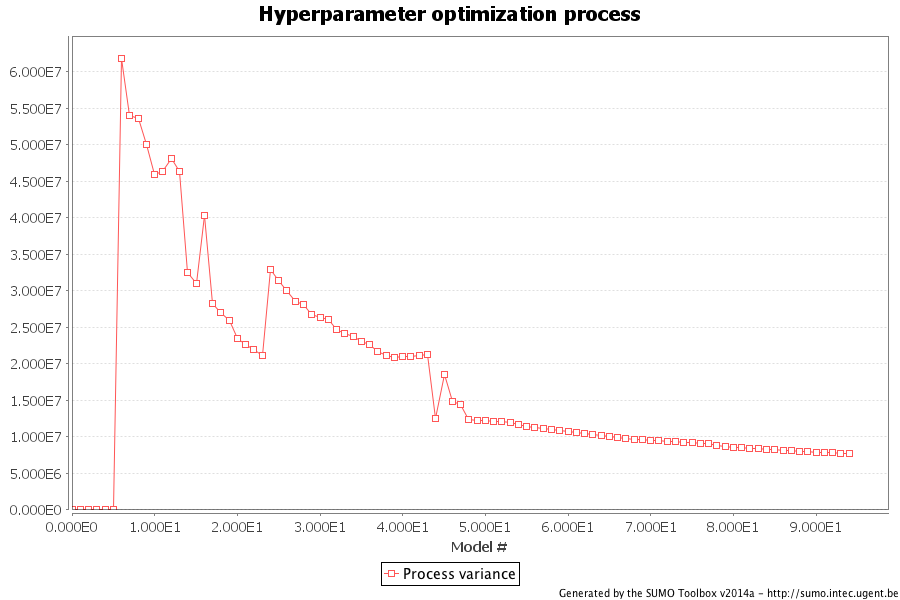 Hyperparameter optimization process
6.000E7
5.500E7
5.000E7
4.500E7
4.000E7
3.500E7
3.000E7
2.500E7
2.000E7
1.500E7
1.000E7
5.000E6
0.000E0
0.000E0 1.000E1 2.000E1 3.000E1 4.000E1 5.000E1 6.000E1 7.000E1 8.000E1 9.000E1
Model #
Process variance
Generated by the SUMO Toolbox v2014a - http://sumo.intec.ugent.be